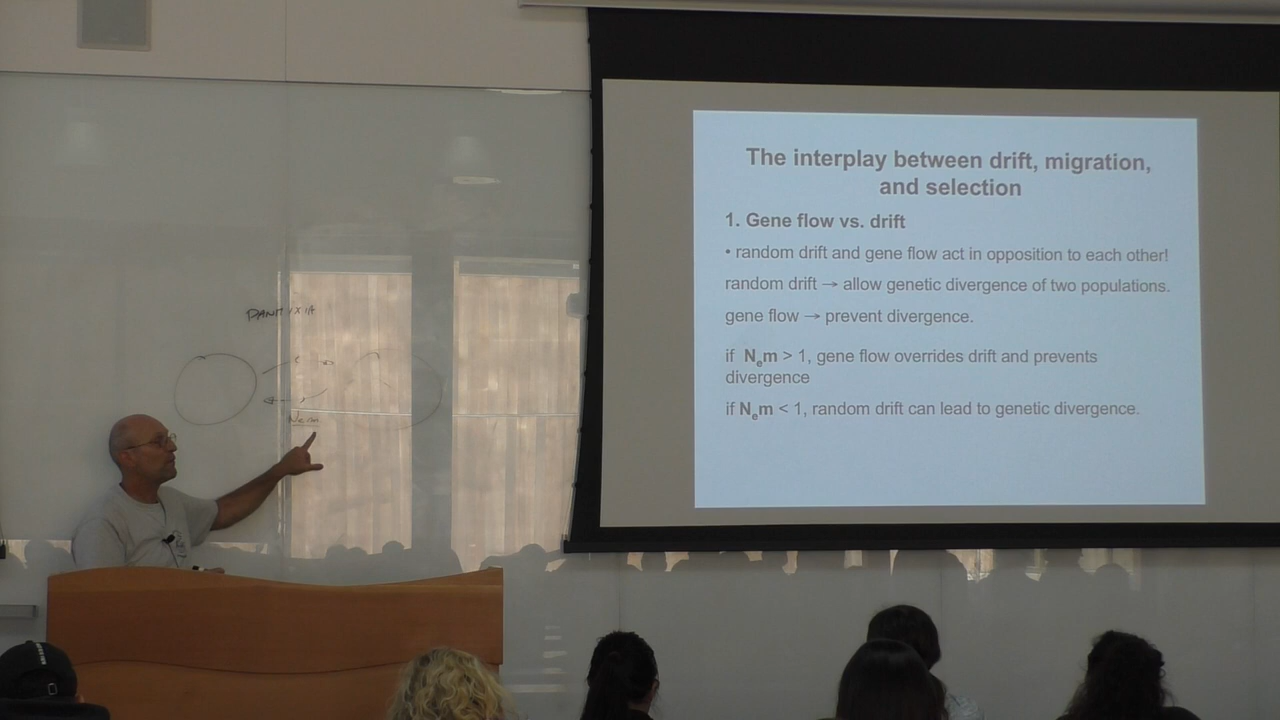 The interplay between drift, migration,
and selection
1. Gene flow vs. drift
• random drift and gene flow act in opposition to each other!
random drift → allow genetic divergence of two populations.
gene flow → prevent divergence.
if Nem > 1, gene flow overrides drift and prevents
divergence
if Nem < 1, random drift can lead to genetic divergence.
PANMIXIA
Nem